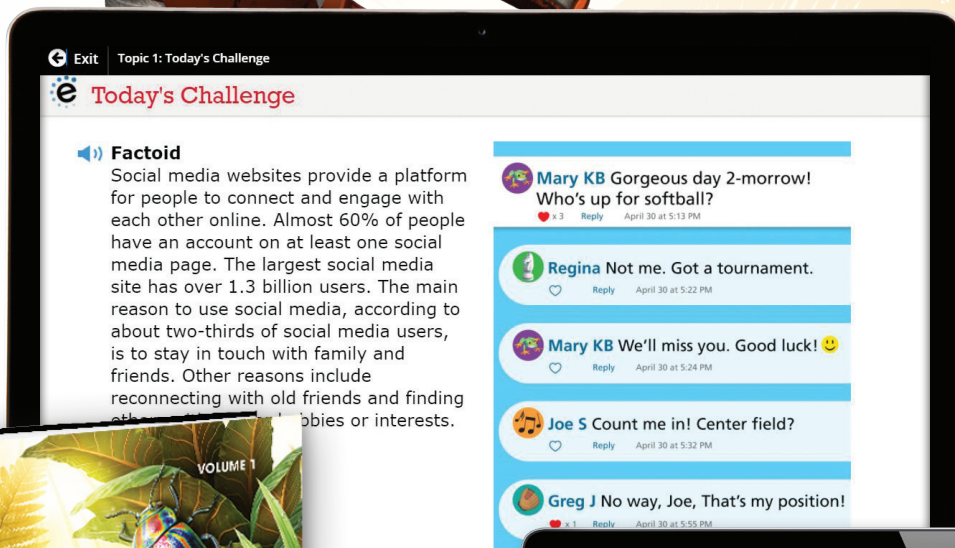 Exit Topic 1: Today's Challenge
e Today's Challenge
Factoid
Social media websites provide a platform
for people to connect and engage with
each other online. Almost 60% of people
have an account on at least one social
media page. The largest social media
site has over 1.3 billion users. The main
reason to use social media, according to
about two-thirds of social media users,
is to stay in touch with family and
friends. Other reasons include
reconnecting with old friends and finding
or interests.
VOLUME 1
Mary KB Gorgeous day 2-morrow!
Who's up for softball?
x 3 Reply April 30 at 5:13 PM
Regina Not me. Got a tournament.
Reply April 30 at 5:22 PM
Mary KB We'll miss you. Good luck!
Reply April 30 at 5:24 PM
Joe S Count me in! Center field?
Reply April 30 at 5:32 PM
Greg J No way, Joe, That's my position!
x 1 Reply April 30 at 5:55 PM